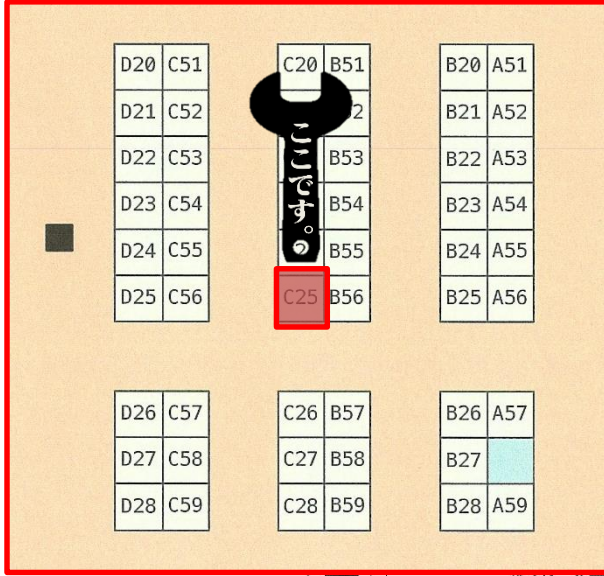 D20 C51 C20 B51 B20 A51
D21 C52 B21 A52
D22 C53 B53 B22 A53
D23 C54 B54 B23 A54
D24 C55 B55 B24 A55
D25 C56 C25 B56 B25 A56
ここです。
D26 C57 C26 B57 B26 A57
D27 C58 C27 B58 B27
D28 C59 C28 B59 B28 A59